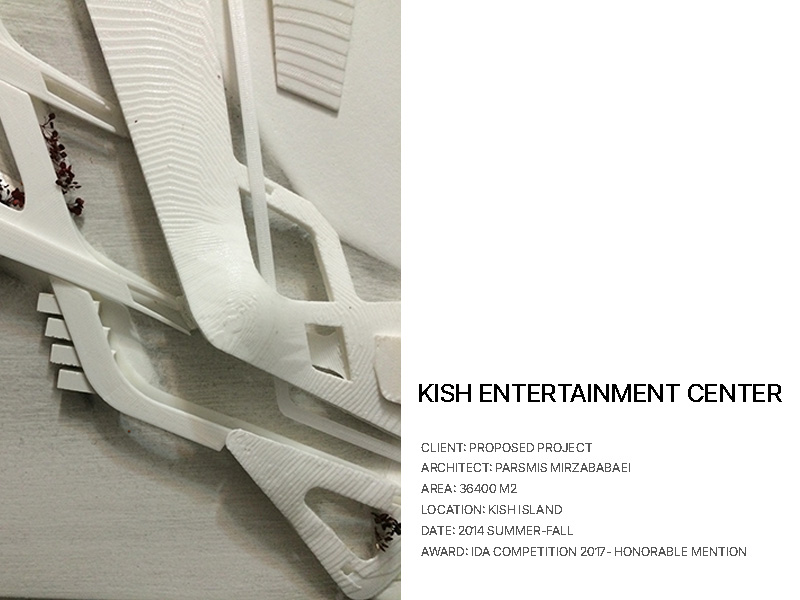 KISH ENTERTAINMENT CENTER
CLIENT: PROPOSED PROJECT
ARCHITECT: PARSMIS MIRZABABAEI
AREA: 36400 M2
LOCATION: KISH ISLAND
DATE: 2014 SUMMER-FALL
AWARD: IDA COMPETITION 2017- HONORABLE MENTION